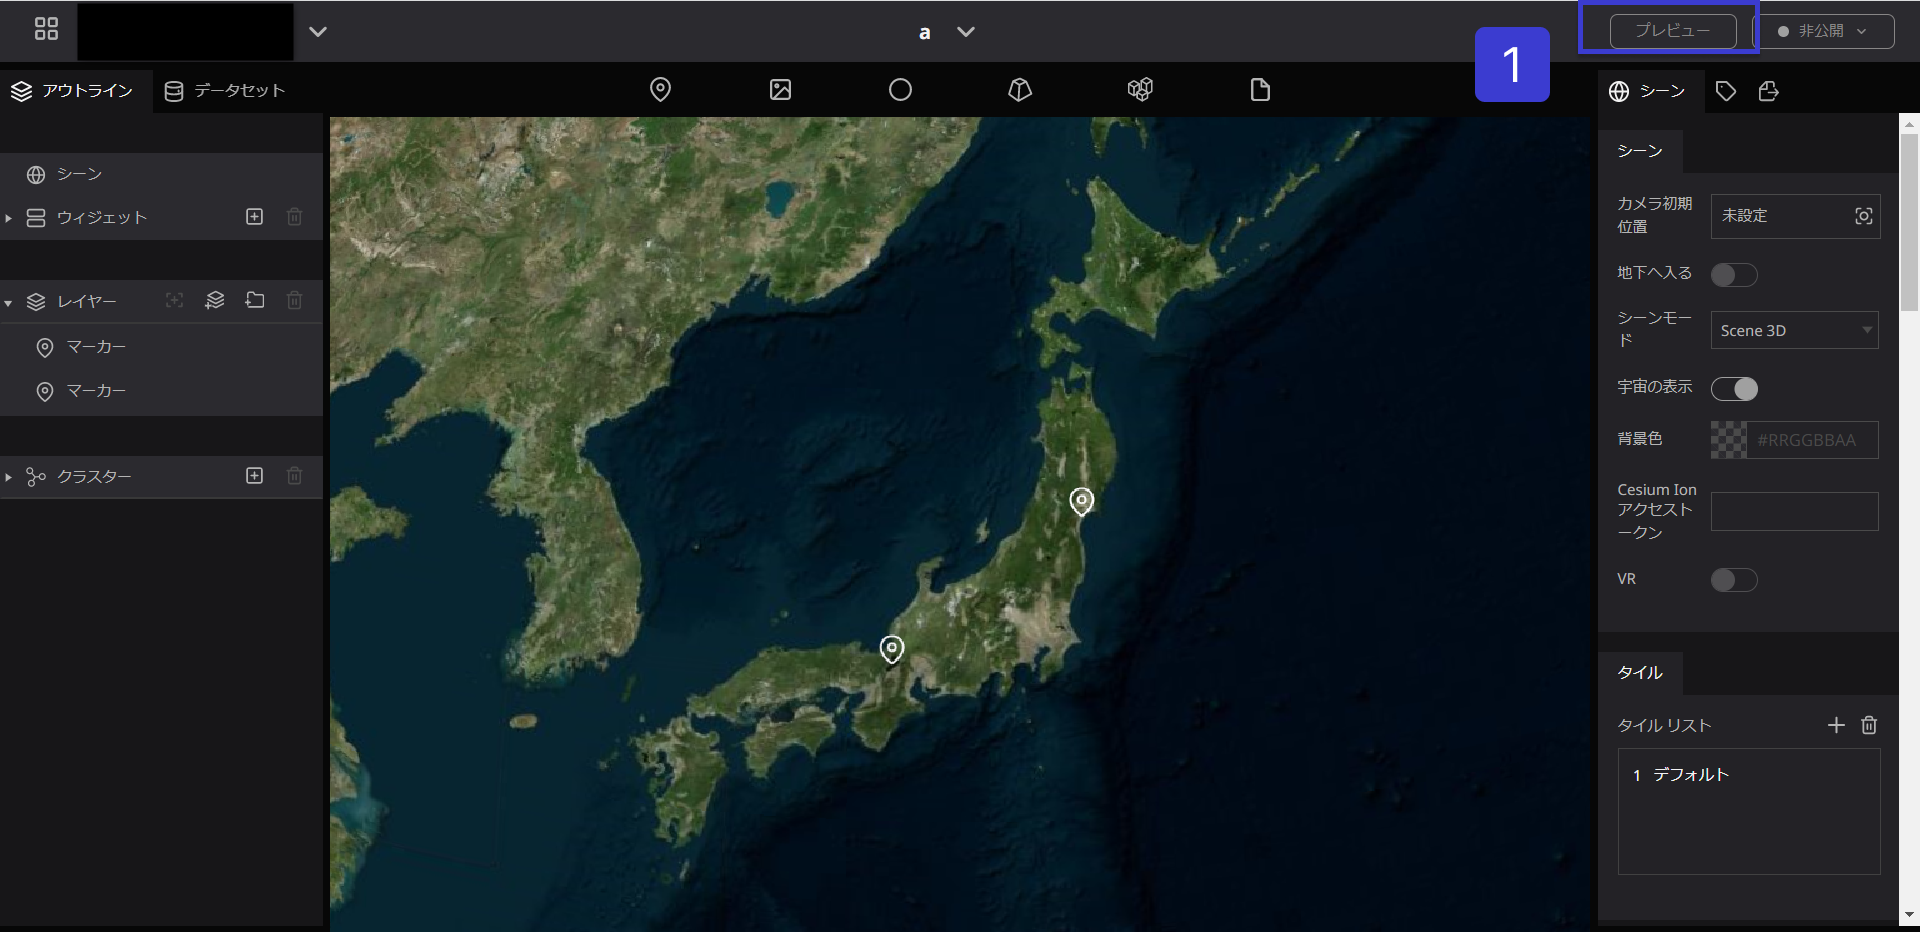 a
プレビュー
非公開
1
アウトライン
データセット
シーン
シーン
ウィジェット
レイヤー
マーカー
マーカー
クラスター
シーン
カメラ初期
位置
未設定
地下へ入る
シーンモー
ド
Scene 3D
宇宙の表示
背景色
#RRGGBBAA
Cesium Ion
アクセスト
ークン
VR
タイル
タイル リスト
1 デフォルト